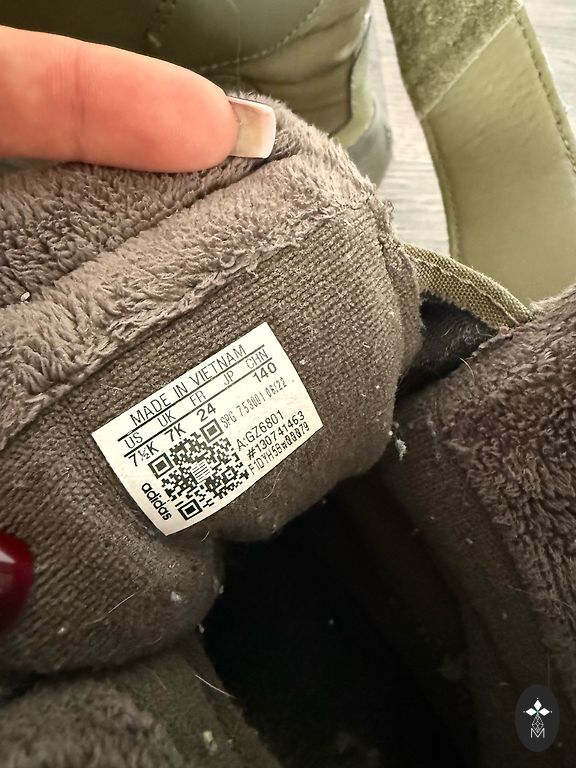 MADE IN VIETNAM
US UK FR JP CHN
7½K 7K 24 140
SPG 753001 08/22
A:GZ6801
#130741463
adidas